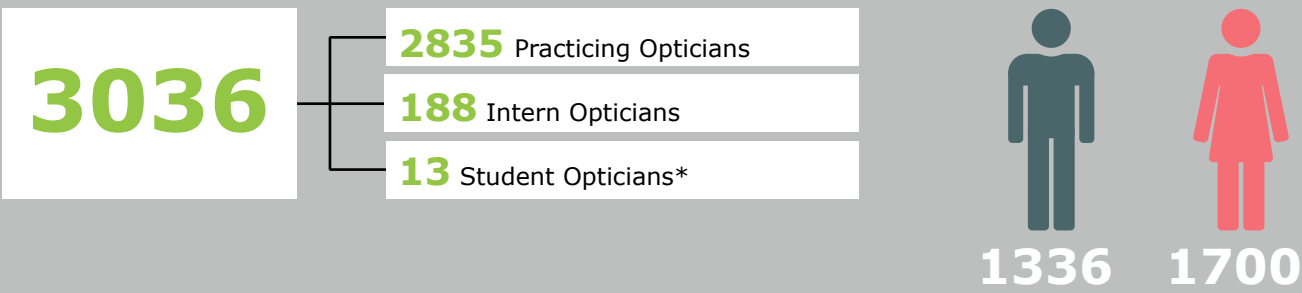 3036
2835 Practicing Opticians
188 Intern Opticians
13 Student Opticians*
1336 1700